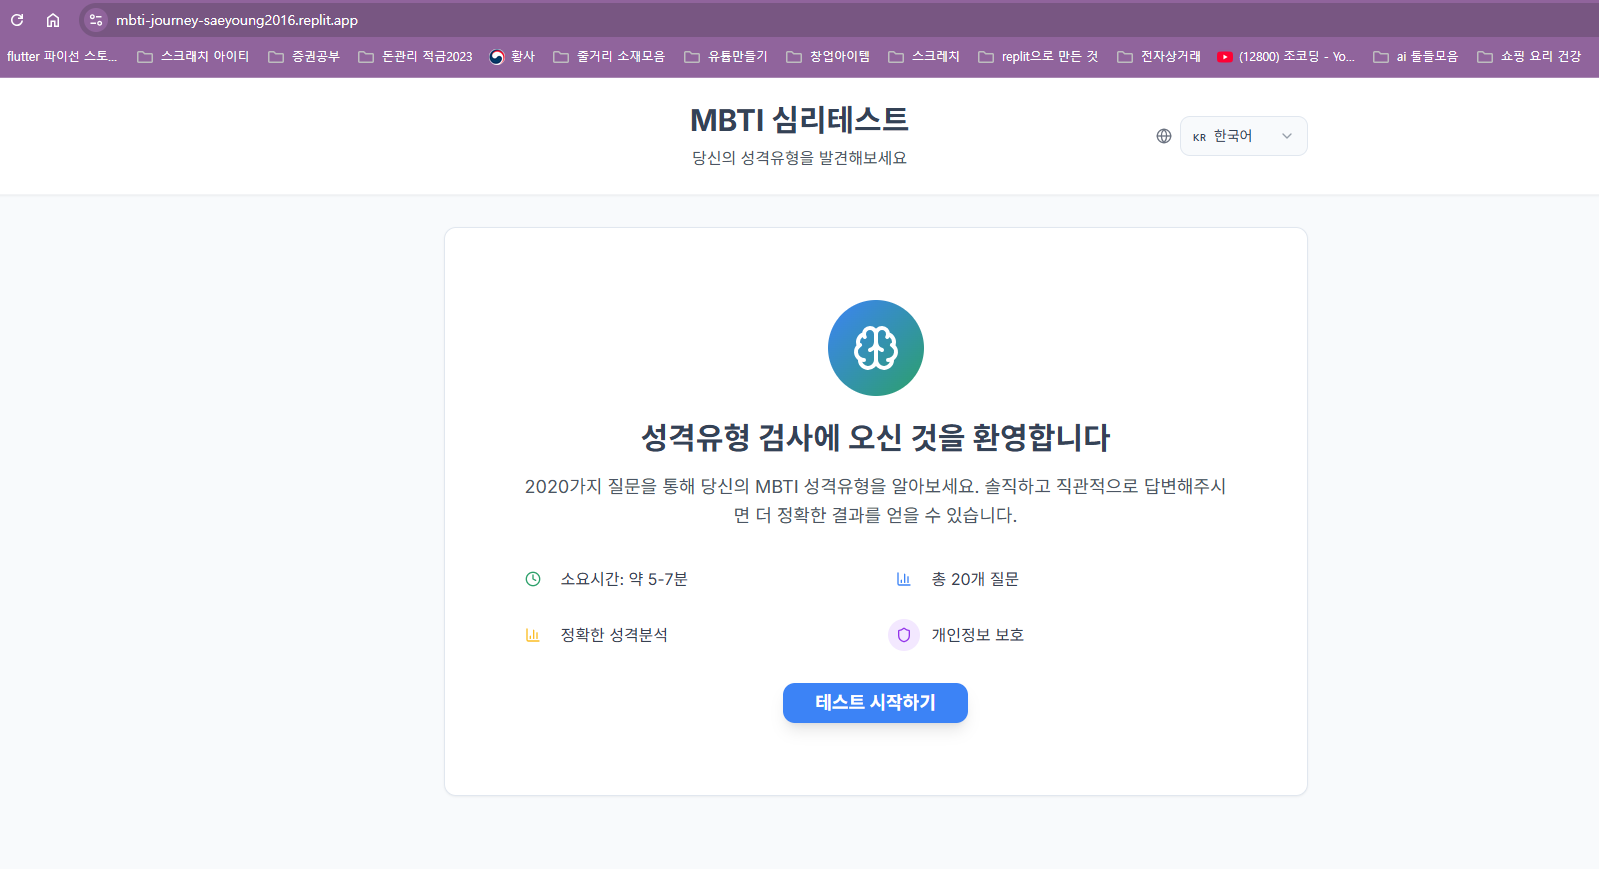 mbti-journey-saeyoung2016.replit.app
flutter 파이선 스토... 스크래치 아이티 증권공부 돈관리 적금2023 황사 줄거리 소재모음 유튭만들기 창업아이템 스크레치 replit으로 만든 것 전자상거래 (12800) 조코딩 - Yo... ai 툴들모음 쇼핑 요리 건강
MBTI 심리테스트
당신의 성격유형을 발견해보세요
KR 한국어
성격유형 검사에 오신 것을 환영합니다
2020가지 질문을 통해 당신의 MBTI 성격유형을 알아보세요. 솔직하고 직관적으로 답변해주시
면 더 정확한 결과를 얻을 수 있습니다.
소요시간: 약 5-7분
총 20개 질문
정확한 성격분석
개인정보 보호
테스트 시작하기